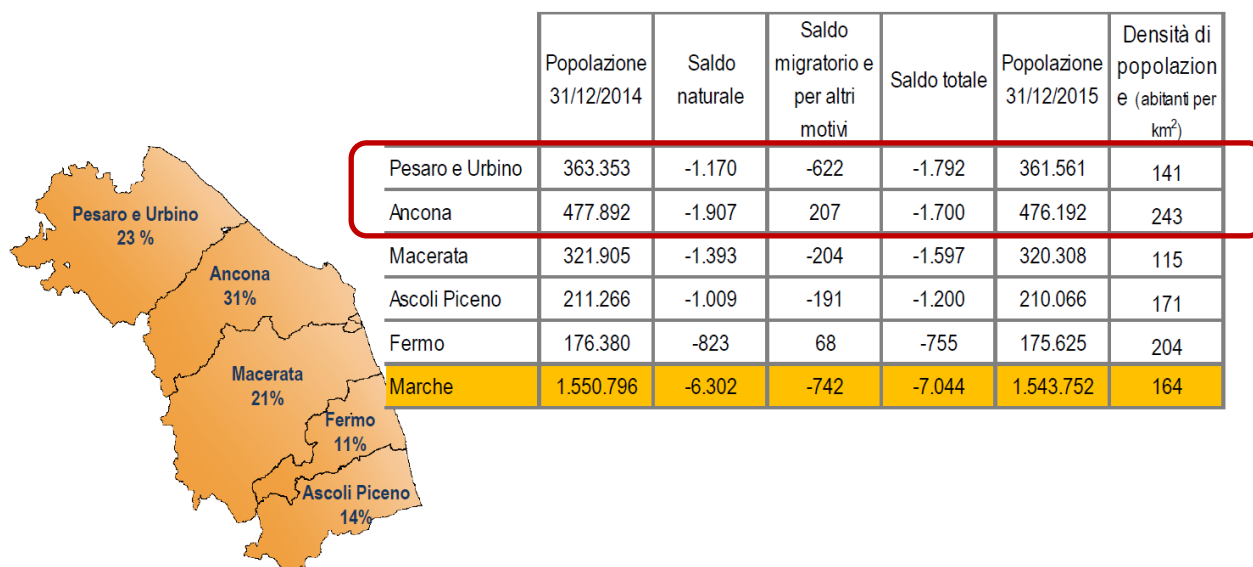 Popolazione 31/12/2014 Saldo naturale Saldo migratorio e per altri motivi Saldo totale Popolazione 31/12/2015 Densità di popolazion e (abitanti per km²)
Pesaro e Urbino 363.353 -1.170 -622 -1.792 361.561 141
Ancona 477.892 -1.907 207 -1.700 476.192 243
Macerata 321.905 -1.393 -204 -1.597 320.308 115
Ascoli Piceno 211.266 -1.009 -191 -1.200 210.066 171
Fermo 176.380 -823 68 -755 175.625 204
Marche 1.550.796 -6.302 -742 -7.044 1.543.752 164
Pesaro e Urbino
23 %
Ancona
31%
Macerata
21%
Fermo
11%
Ascoli Piceno
14%